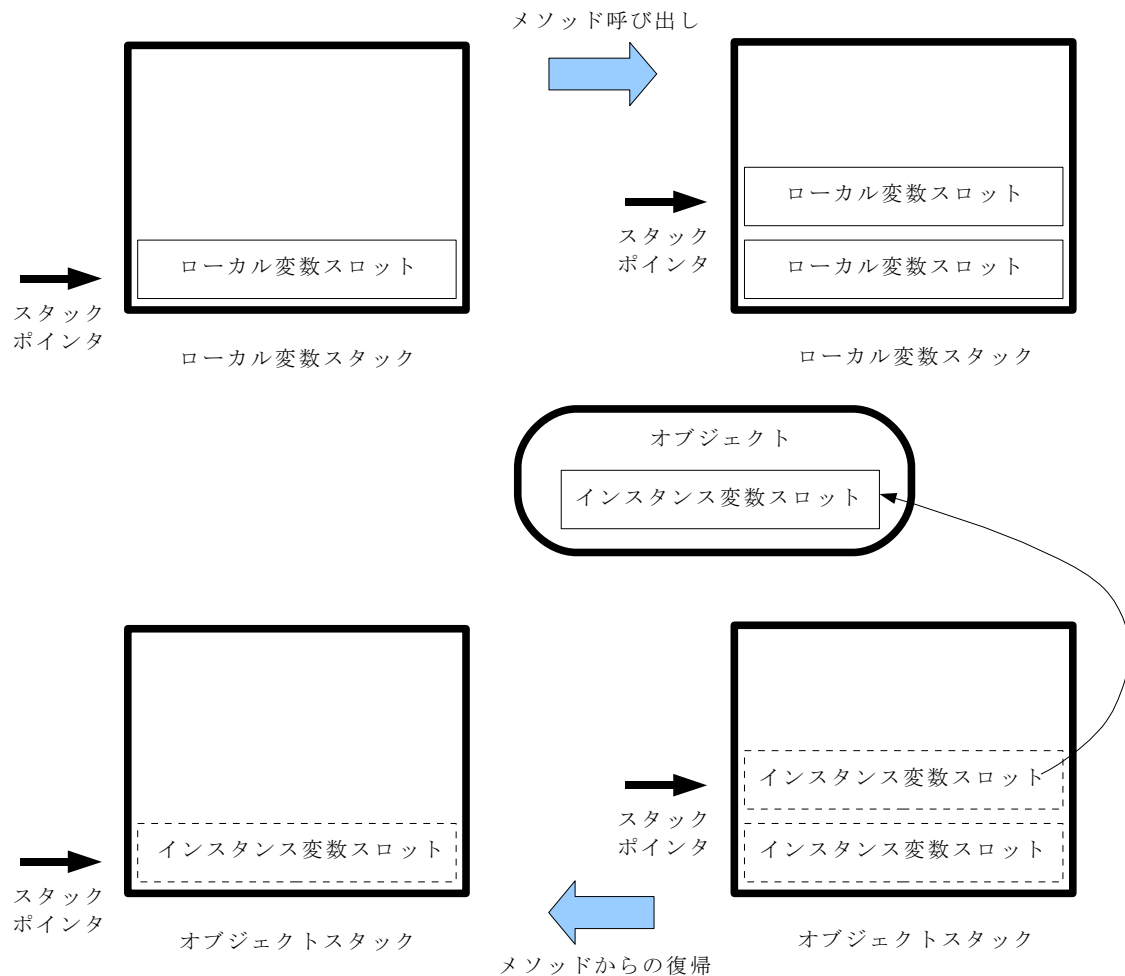 メソッド呼び出し
ローカル変数スロット
スタック
ポインタ
ローカル変数スタック
ローカル変数スロット
ローカル変数スロット
スタック
ポインタ
ローカル変数スタック
オブジェクト
インスタンス変数スロット
インスタンス変数スロット
スタック
ポインタ
オブジェクトスタック
インスタンス変数スロット
インスタンス変数スロット
スタック
ポインタ
オブジェクトスタック
メソッドからの復帰